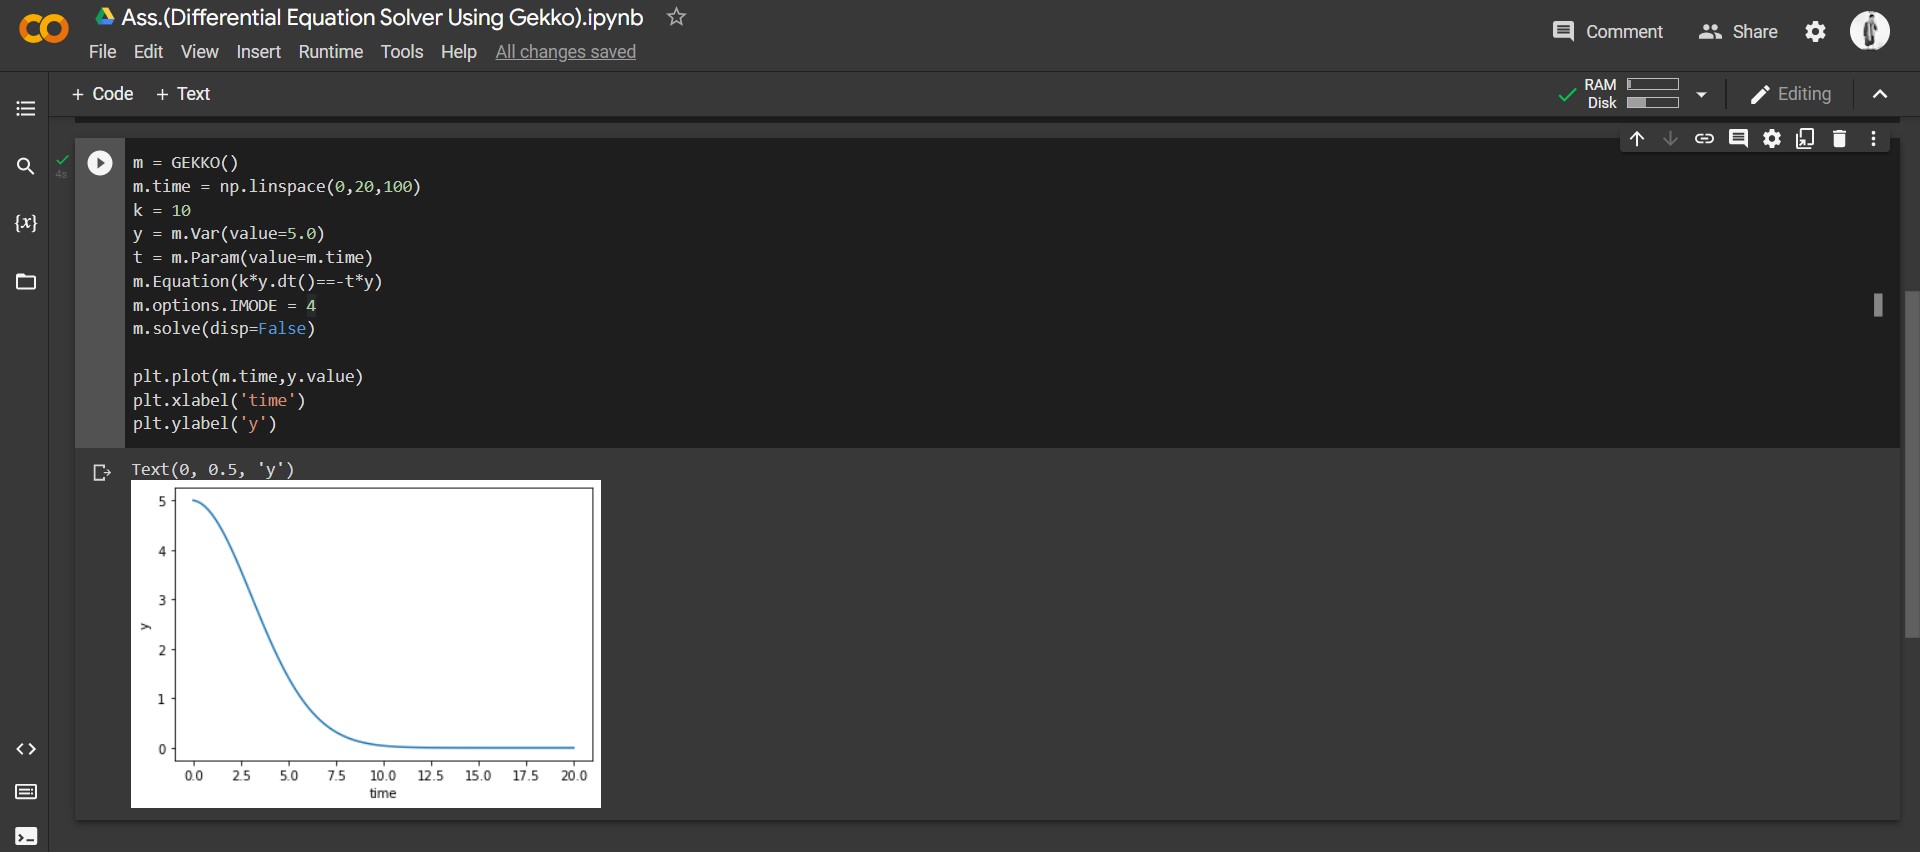 Ass.(Differential Equation Solver Using Gekko).ipynb
File Edit View Insert Runtime Tools Help All changes saved
Comment Share
+ Code + Text
RAM
Disk
Editing
{x}
4s
m = GEKKO()
m.time = np.linspace(0,20,100)
k = 10
y = m.Var(value=5.0)
t = m.Param(value=m.time)
m.Equation(k*y.dt()==-t*y)
m.options.IMODE = 4
m.solve(disp=False)
plt.plot(m.time,y.value)
plt.xlabel('time')
plt.ylabel('y')
Text(0, 0.5, 'y')
5
4
3
y
2
1
0
0.0 2.5 5.0 7.5 10.0 12.5 15.0 17.5 20.0
time